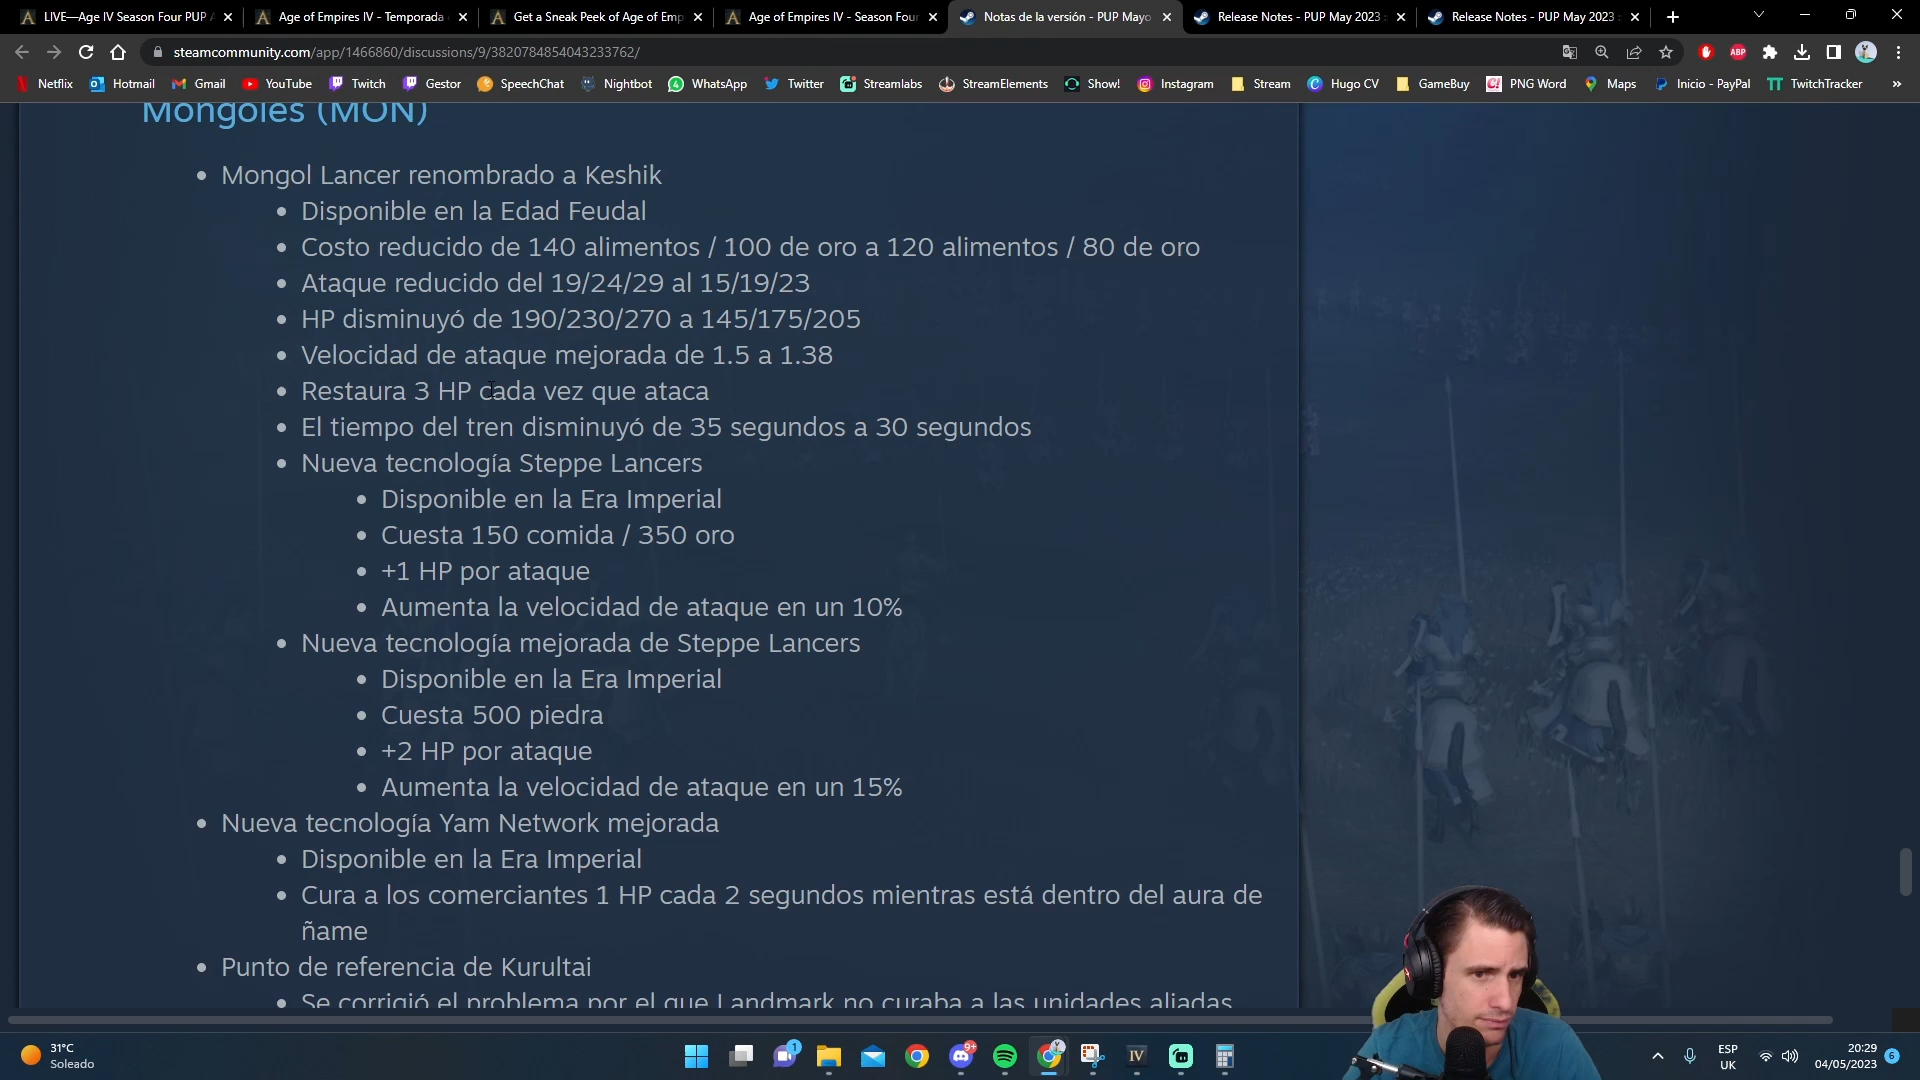 LIVE—Age IV Season Four PUP
Age of Empires IV - Temporada
Get a Sneak Peek of Age of Emp
Age of Empires IV - Season Four
Notas de la versión - PUP Mayo
Release Notes - PUP May 2023
Release Notes - PUP May 2023
steamcommunity.com/app/1466860/discussions/9/3820784854043233762/
Netflix Hotmail Gmail YouTube Twitch Gestor SpeechChat Nightbot WhatsApp Twitter Streamlabs StreamElements Show! Instagram Stream Hugo CV GameBuy PNG Word Maps Inicio - PayPal TwitchTracker »
Mongoles (MON)
Mongol Lancer renombrado a Keshik
Disponible en la Edad Feudal
Costo reducido de 140 alimentos / 100 de oro a 120 alimentos / 80 de oro
Ataque reducido del 19/24/29 al 15/19/23
HP disminuyó de 190/230/270 a 145/175/205
Velocidad de ataque mejorada de 1.5 a 1.38
Restaura 3 HP cada vez que ataca
El tiempo del tren disminuyó de 35 segundos a 30 segundos
Nueva tecnología Steppe Lancers
Disponible en la Era Imperial
Cuesta 150 comida / 350 oro
+1 HP por ataque
Aumenta la velocidad de ataque en un 10%
Nueva tecnología mejorada de Steppe Lancers
Disponible en la Era Imperial
Cuesta 500 piedra
+2 HP por ataque
Aumenta la velocidad de ataque en un 15%
Nueva tecnología Yam Network mejorada
Disponible en la Era Imperial
Cura a los comerciantes 1 HP cada 2 segundos mientras está dentro del aura de
ñame
Punto de referencia de Kurultai
Se corrigió el problema por el que Landmark no curaba a las unidades aliadas
31°C
Soleado
1
9+
IV
ESP
UK
20:29
04/05/2023
6